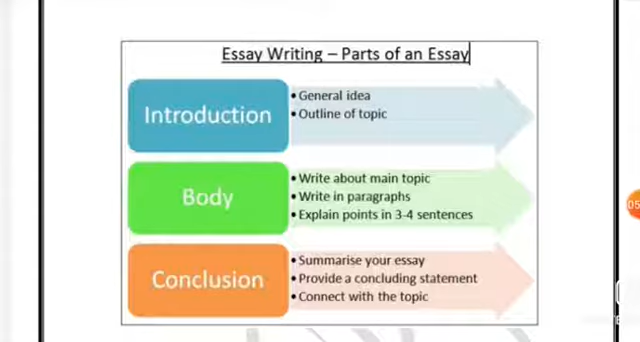 Essay Writing – Parts of an Essay
Introduction
• General idea
• Outline of topic
Body
• Write about main topic
• Write in paragraphs
• Explain points in 3-4 sentences
Conclusion
• Summarise your essay
• Provide a concluding statement
• Connect with the topic
05